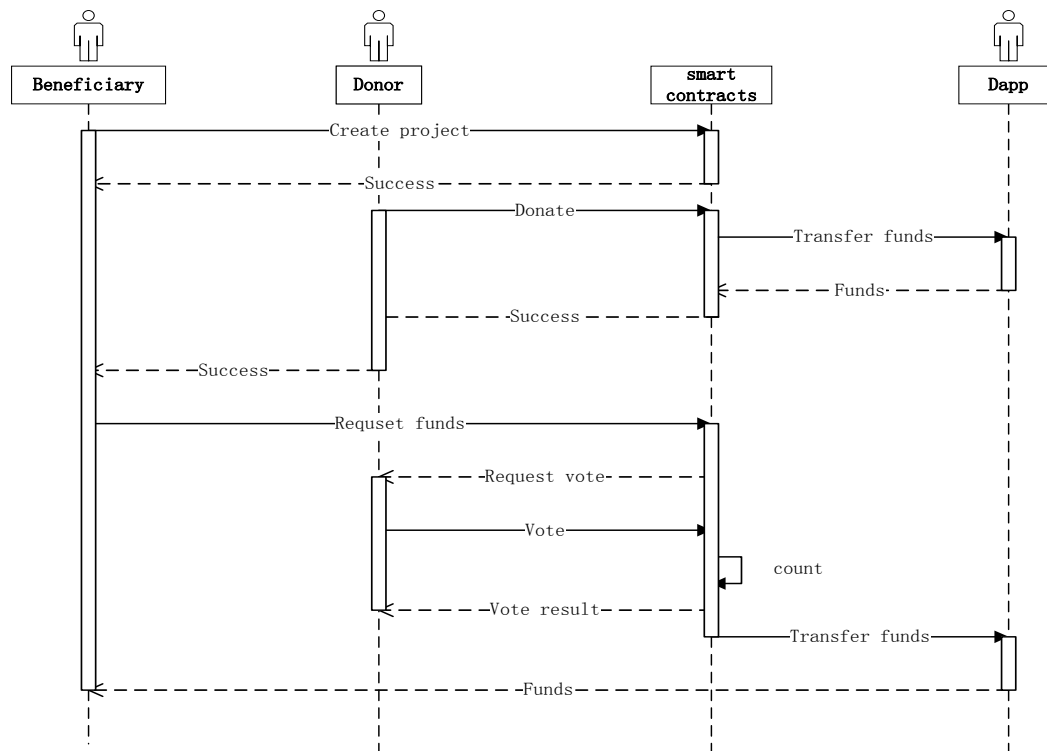 Beneficiary
Donor
smart
contracts
Dapp
Create project
Success
Donate
Transfer funds
Funds
Success
Success
Requset funds
Request vote
Vote
count
Vote result
Transfer funds
Funds